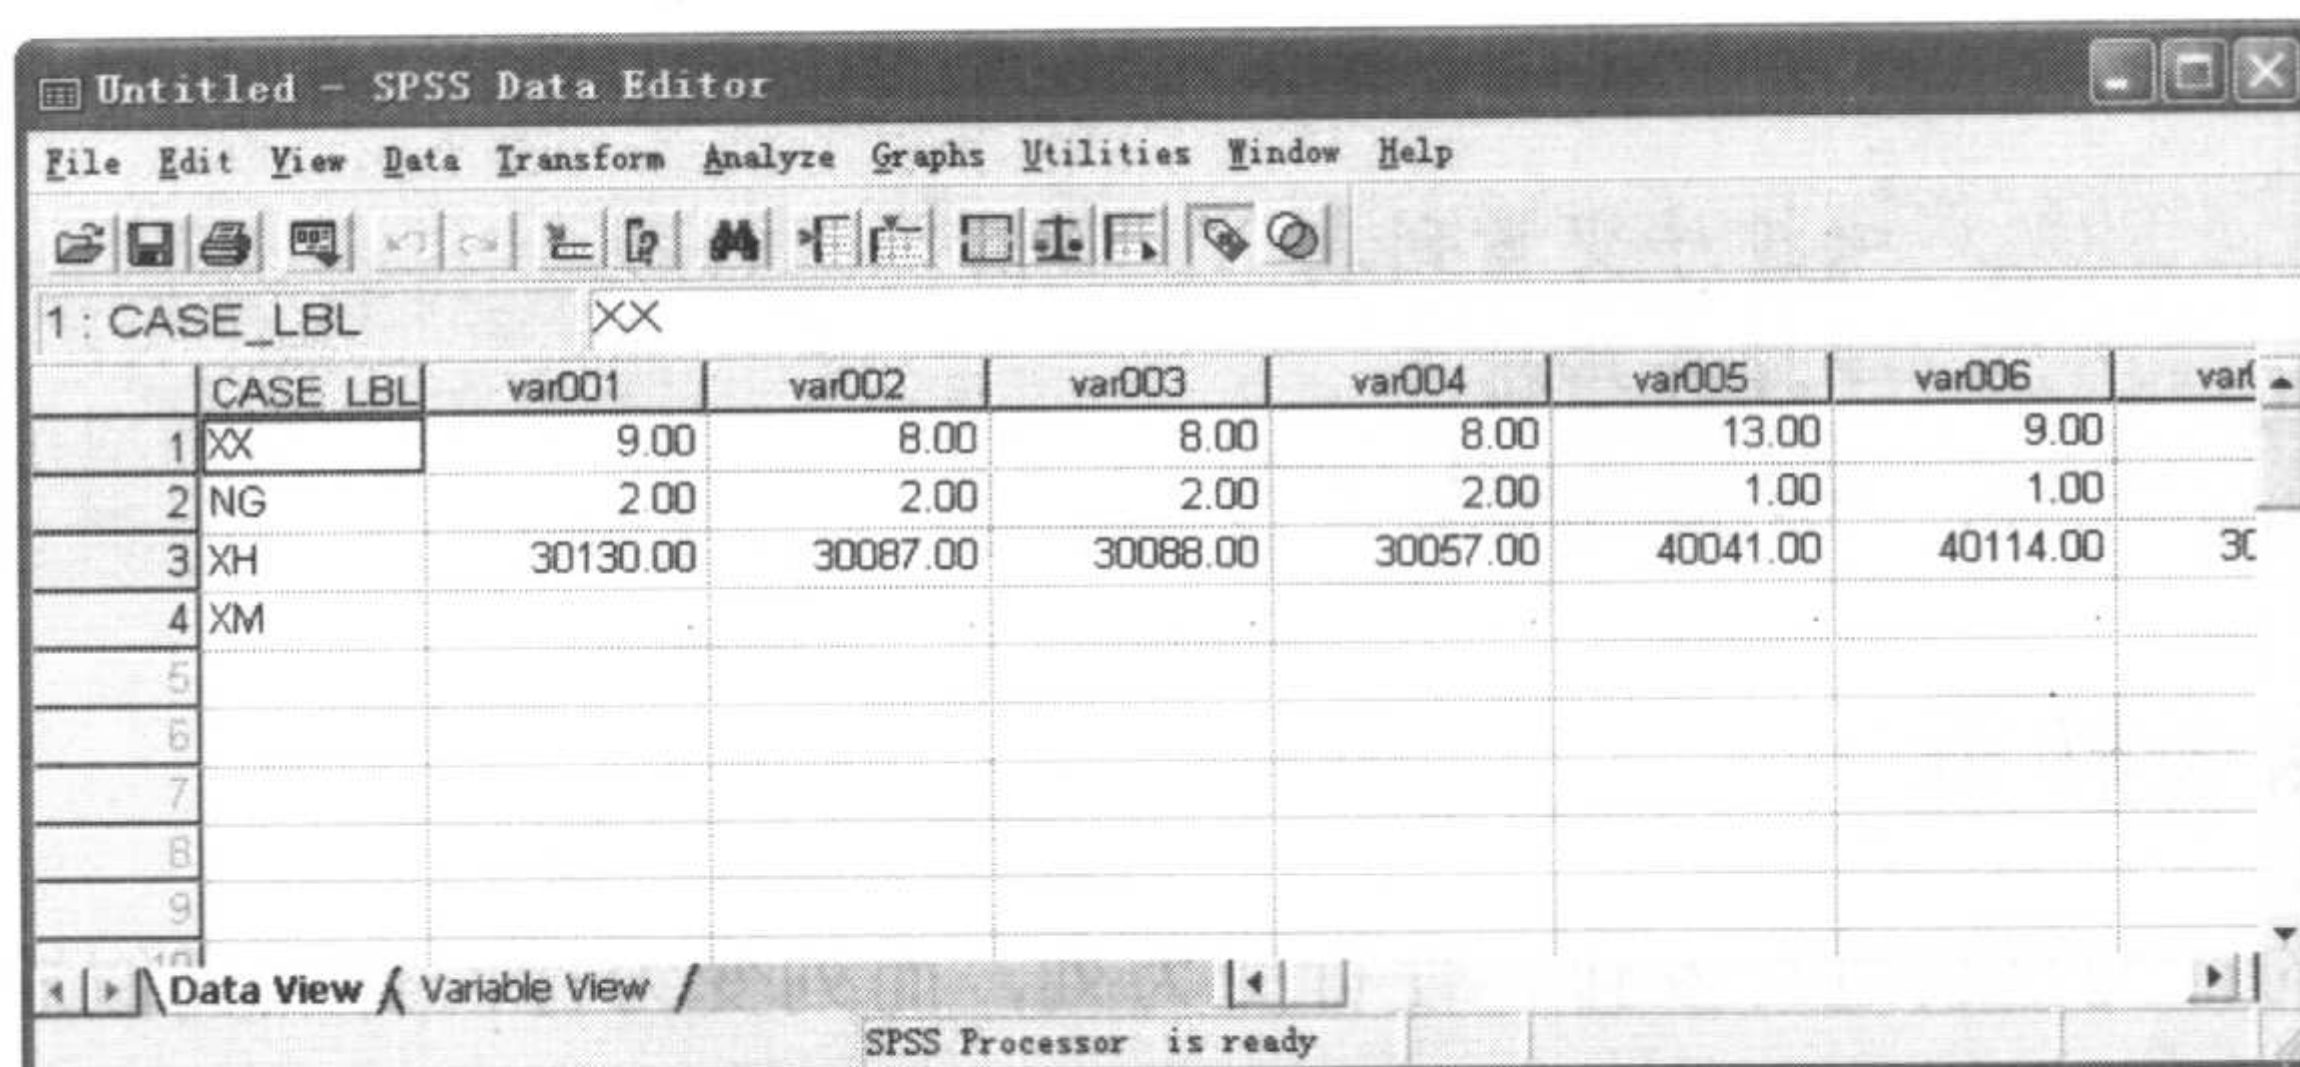 Untitled - SPSS Data Editor
File Edit View Data Transform Analyze Graphs Utilities Window Help
1 : CASE_LBL XX
CASE_LBL var001 var002 var003 var004 var005 var006 var(
1 XX 9.00 8.00 8.00 8.00 13.00 9.00
2 NG 2.00 2.00 2.00 2.00 1.00 1.00
3 XH 30130.00 30087.00 30088.00 30057.00 40041.00 40114.00 30
4 XM . . . . . .
5
6
7
8
9
10
Data View Variable View
SPSS Processor is ready